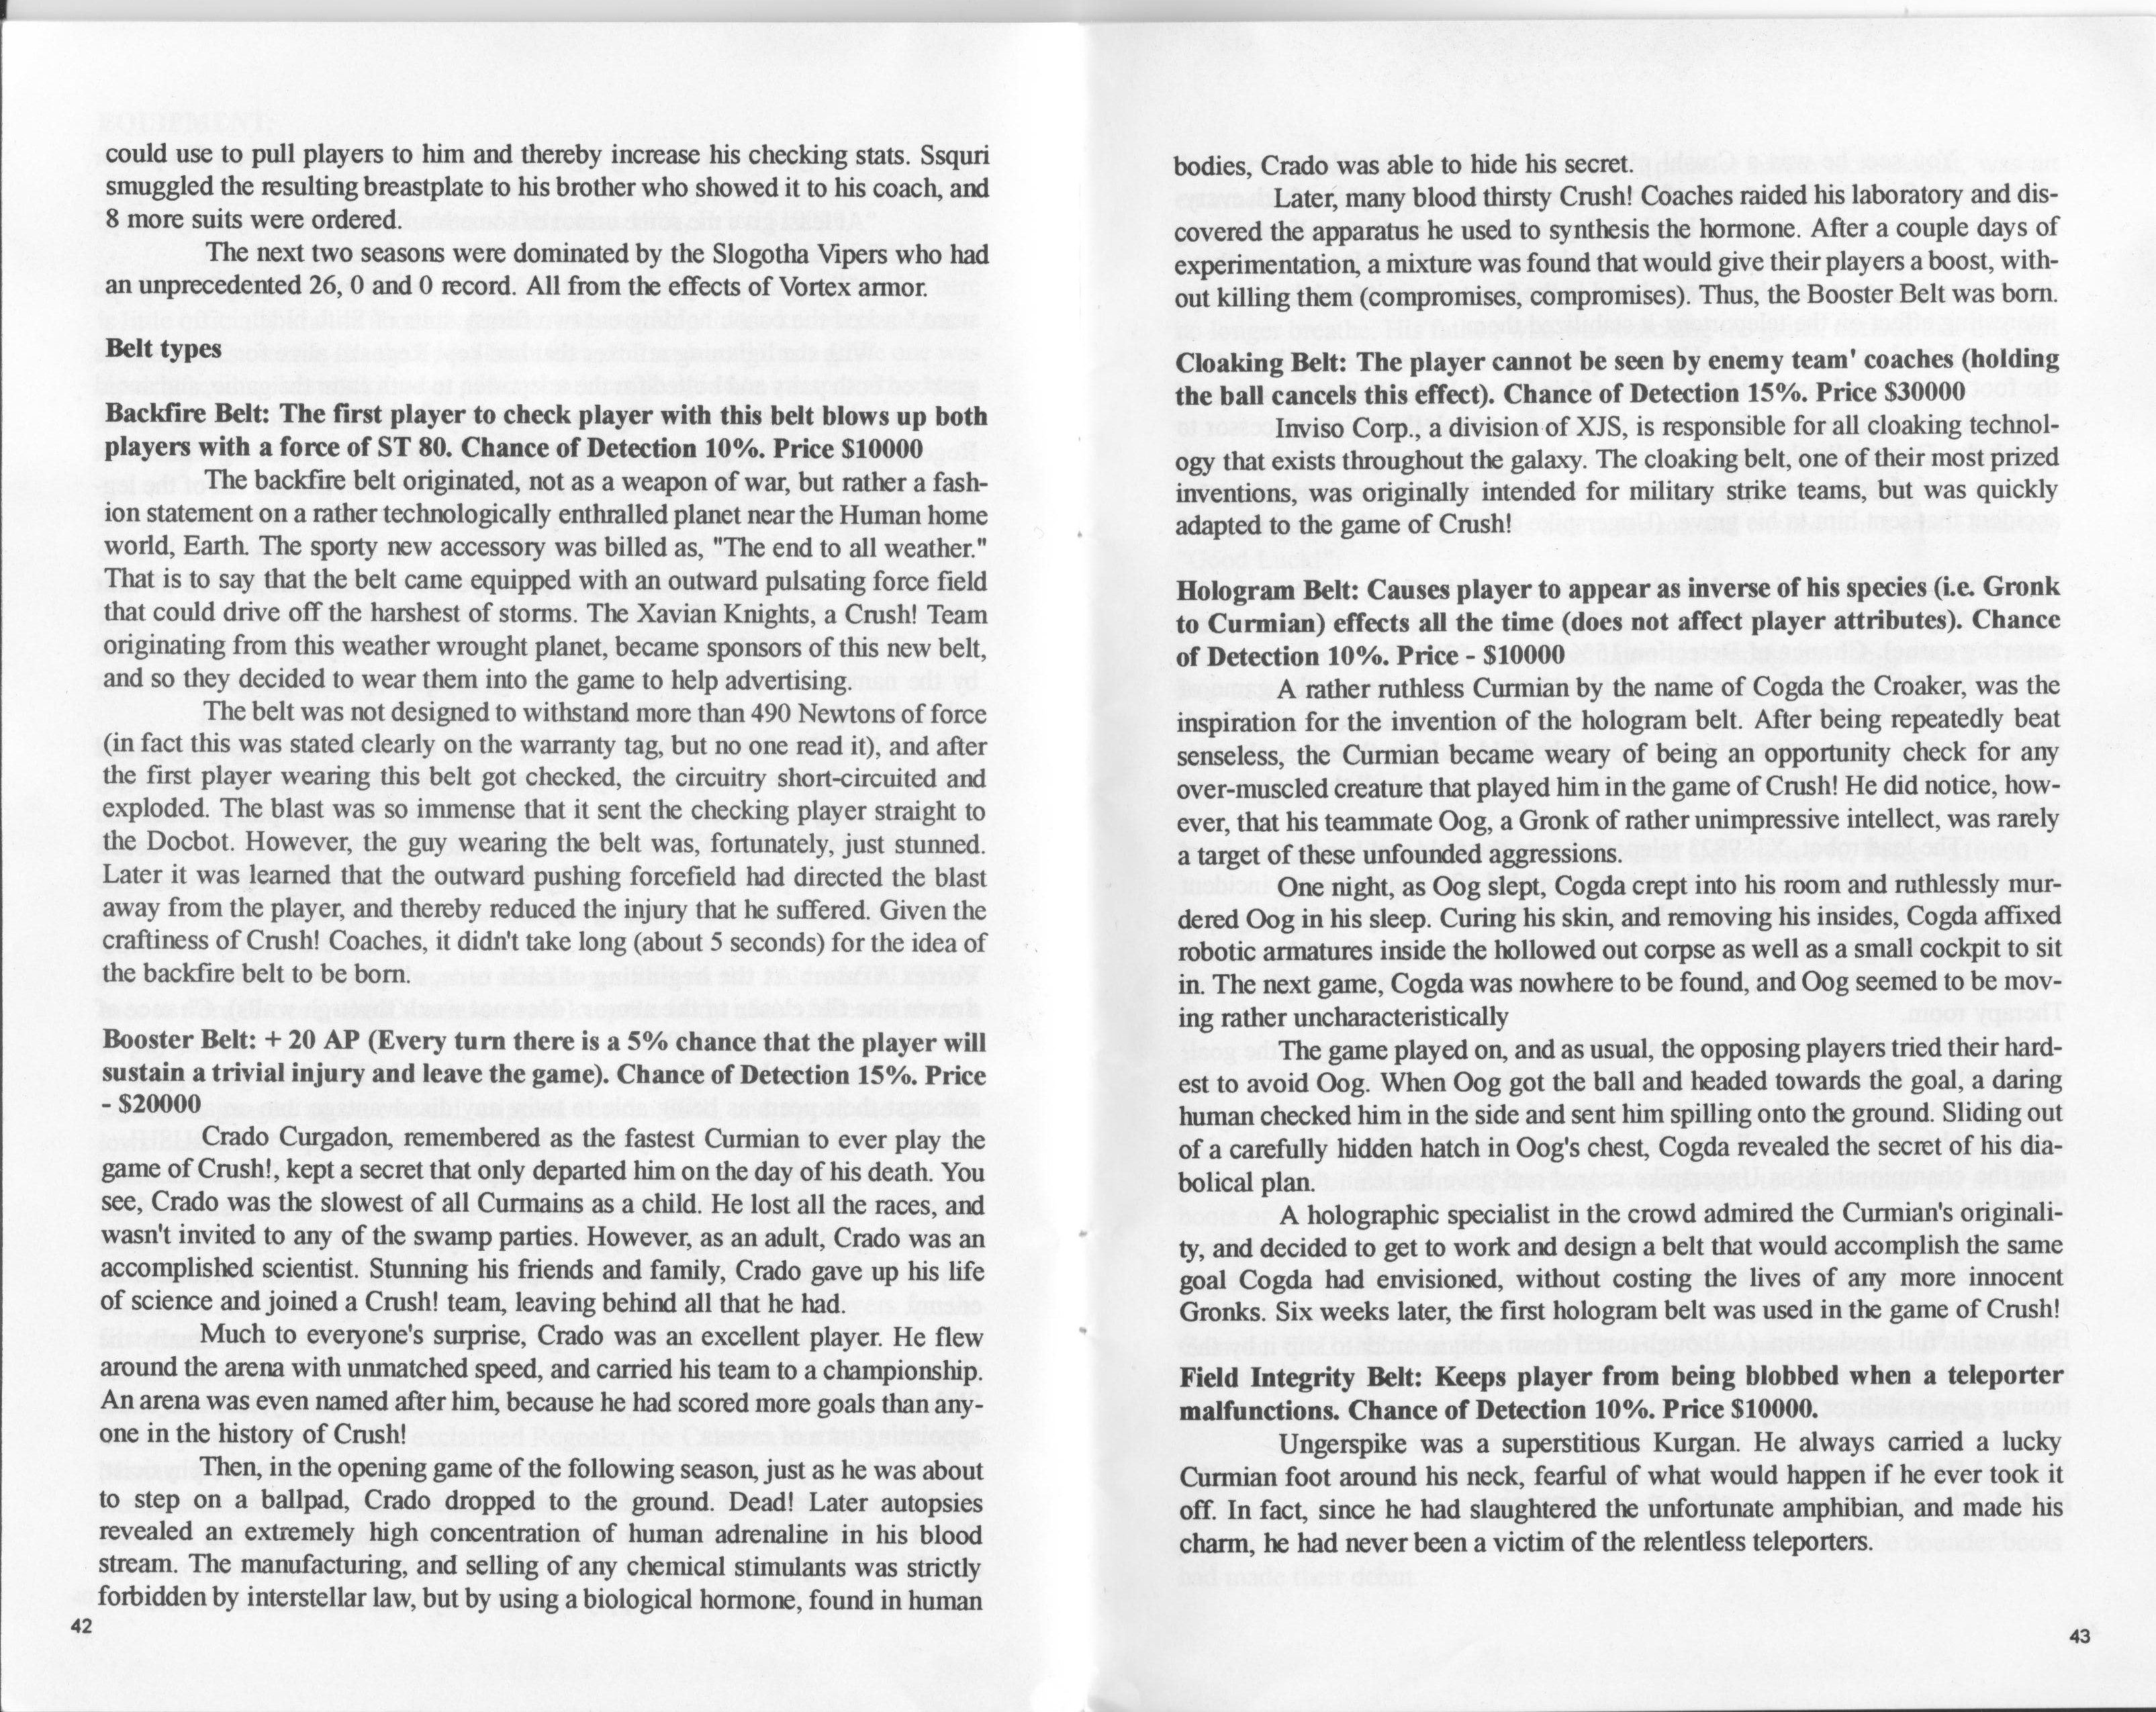 could use to pull players to him and thereby increase his checking stats. Ssquri
smuggled the resulting breastplate to his brother who showed it to his coach, and
8 more suits were ordered.
The next two seasons were dominated by the Slogotha Vipers who had
an unprecedented 26, 0 and 0 record. All from the effects of Vortex armor.
Belt types
Backfire Belt: The first player to check player with this belt blows up both
players with a force of ST 80. Chance of Detection 10%. Price $10000
The backfire belt originated, not as a weapon of war, but rather a fash-
ion statement on a rather technologically enthralled planet near the Human home
world, Earth. The sporty new accessory was billed as, "The end to all weather."
That is to say that the belt came equipped with an outward pulsating force field
that could drive off the harshest of storms. The Xavian Knights, a Crush! Team
originating from this weather wrought planet, became sponsors of this new belt,
and so they decided to wear them into the game to help advertising.
The belt was not designed to withstand more than 490 Newtons of force
(in fact this was stated clearly on the warranty tag, but no one read it), and after
the first player wearing this belt got checked, the circuitry short-circuited and
exploded. The blast was so immense that it sent the checking player straight to
the Docbot. However, the guy wearing the belt was, fortunately, just stunned.
Later it was learned that the outward pushing forcefield had directed the blast
away from the player, and thereby reduced the injury that he suffered. Given the
craftiness of Crush! Coaches, it didn't take long (about 5 seconds) for the idea of
the backfire belt to be born.
Booster Belt: + 20 AP (Every turn there is a 5% chance that the player will
sustain a trivial injury and leave the game). Chance of Detection 15%. Price
- $20000
Crado Curgadon, remembered as the fastest Curmian to ever play the
game of Crush!, kept a secret that only departed him on the day of his death. You
see, Crado was the slowest of all Curmains as a child. He lost all the races, and
wasn't invited to any of the swamp parties. However, as an adult, Crado was an
accomplished scientist. Stunning his friends and family, Crado gave up his life
of science and joined a Crush! team, leaving behind all that he had.
Much to everyone's surprise, Crado was an excellent player. He flew
around the arena with unmatched speed, and carried his team to a championship.
An arena was even named after him, because he had scored more goals than any-
one in the history of Crush!
Then, in the opening game of the following season, just as he was about
to step on a ballpad, Crado dropped to the ground. Dead! Later autopsies
revealed an extremely high concentration of human adrenaline in his blood
stream. The manufacturing, and selling of any chemical stimulants was strictly
forbidden by interstellar law, but by using a biological hormone, found in human
42
bodies, Crado was able to hide his secret.
Later, many blood thirsty Crush! Coaches raided his laboratory and dis-
covered the apparatus he used to synthesis the hormone. After a couple days of
experimentation, a mixture was found that would give their players a boost, with-
out killing them (compromises, compromises). Thus, the Booster Belt was born.
Cloaking Belt: The player cannot be seen by enemy team' coaches (holding
the ball cancels this effect). Chance of Detection 15%. Price $30000
Inviso Corp., a division of XJS, is responsible for all cloaking technol-
ogy that exists throughout the galaxy. The cloaking belt, one of their most prized
inventions, was originally intended for military strike teams, but was quickly
adapted to the game of Crush!
Hologram Belt: Causes player to appear as inverse of his species (i.e. Gronk
to Curmian) effects all the time (does not affect player attributes). Chance
of Detection 10%. Price - $10000
A rather ruthless Curmian by the name of Cogda the Croaker, was the
inspiration for the invention of the hologram belt. After being repeatedly beat
senseless, the Curmian became weary of being an opportunity check for any
over-muscled creature that played him in the game of Crush! He did notice, how-
ever, that his teammate Oog, a Gronk of rather unimpressive intellect, was rarely
a target of these unfounded aggressions.
One night, as Oog slept, Cogda crept into his room and ruthlessly mur-
dered Oog in his sleep. Curing his skin, and removing his insides, Cogda affixed
robotic armatures inside the hollowed out corpse as well as a small cockpit to sit
in. The next game, Cogda was nowhere to be found, and Oog seemed to be mov-
ing rather uncharacteristically
The game played on, and as usual, the opposing players tried their hard-
est to avoid Oog. When Oog got the ball and headed towards the goal, a daring
human checked him in the side and sent him spilling onto the ground. Sliding out
of a carefully hidden hatch in Oog's chest, Cogda revealed the secret of his dia-
bolical plan.
A holographic specialist in the crowd admired the Curmian's originali-
ty, and decided to get to work and design a belt that would accomplish the same
goal Cogda had envisioned, without costing the lives of any more innocent
Gronks. Six weeks later, the first hologram belt was used in the game of Crush!
Field Integrity Belt: Keeps player from being blobbed when a teleporter
malfunctions. Chance of Detection 10%. Price $10000.
Ungerspike was a superstitious Kurgan. He always carried a lucky
Curmian foot around his neck, fearful of what would happen if he ever took it
off. In fact, since he had slaughtered the unfortunate amphibian, and made his
charm, he had never been a victim of the relentless teleporters.
43